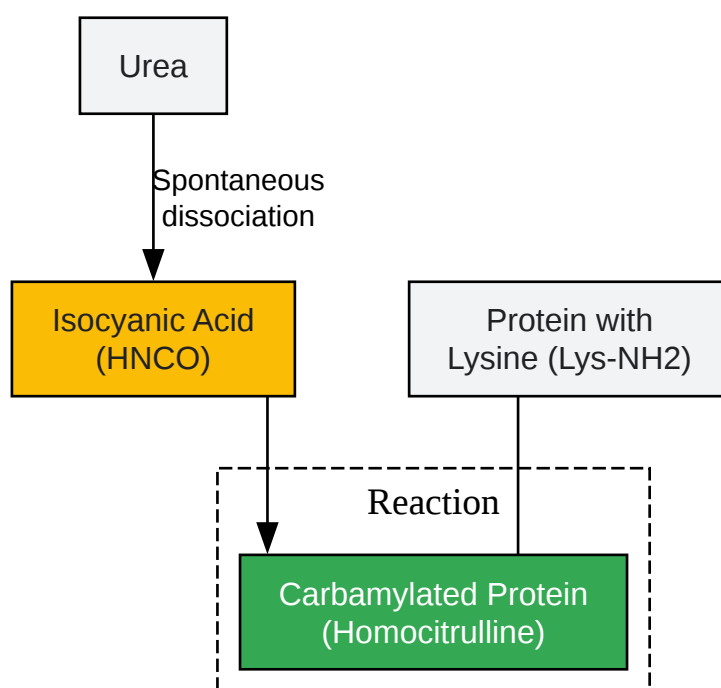 Urea
Spontaneous
dissociation
Isocyanic Acid
(HNCO)
Protein with
Lysine (Lys-NH2)
Reaction
Carbamylated Protein
(Homocitrulline)